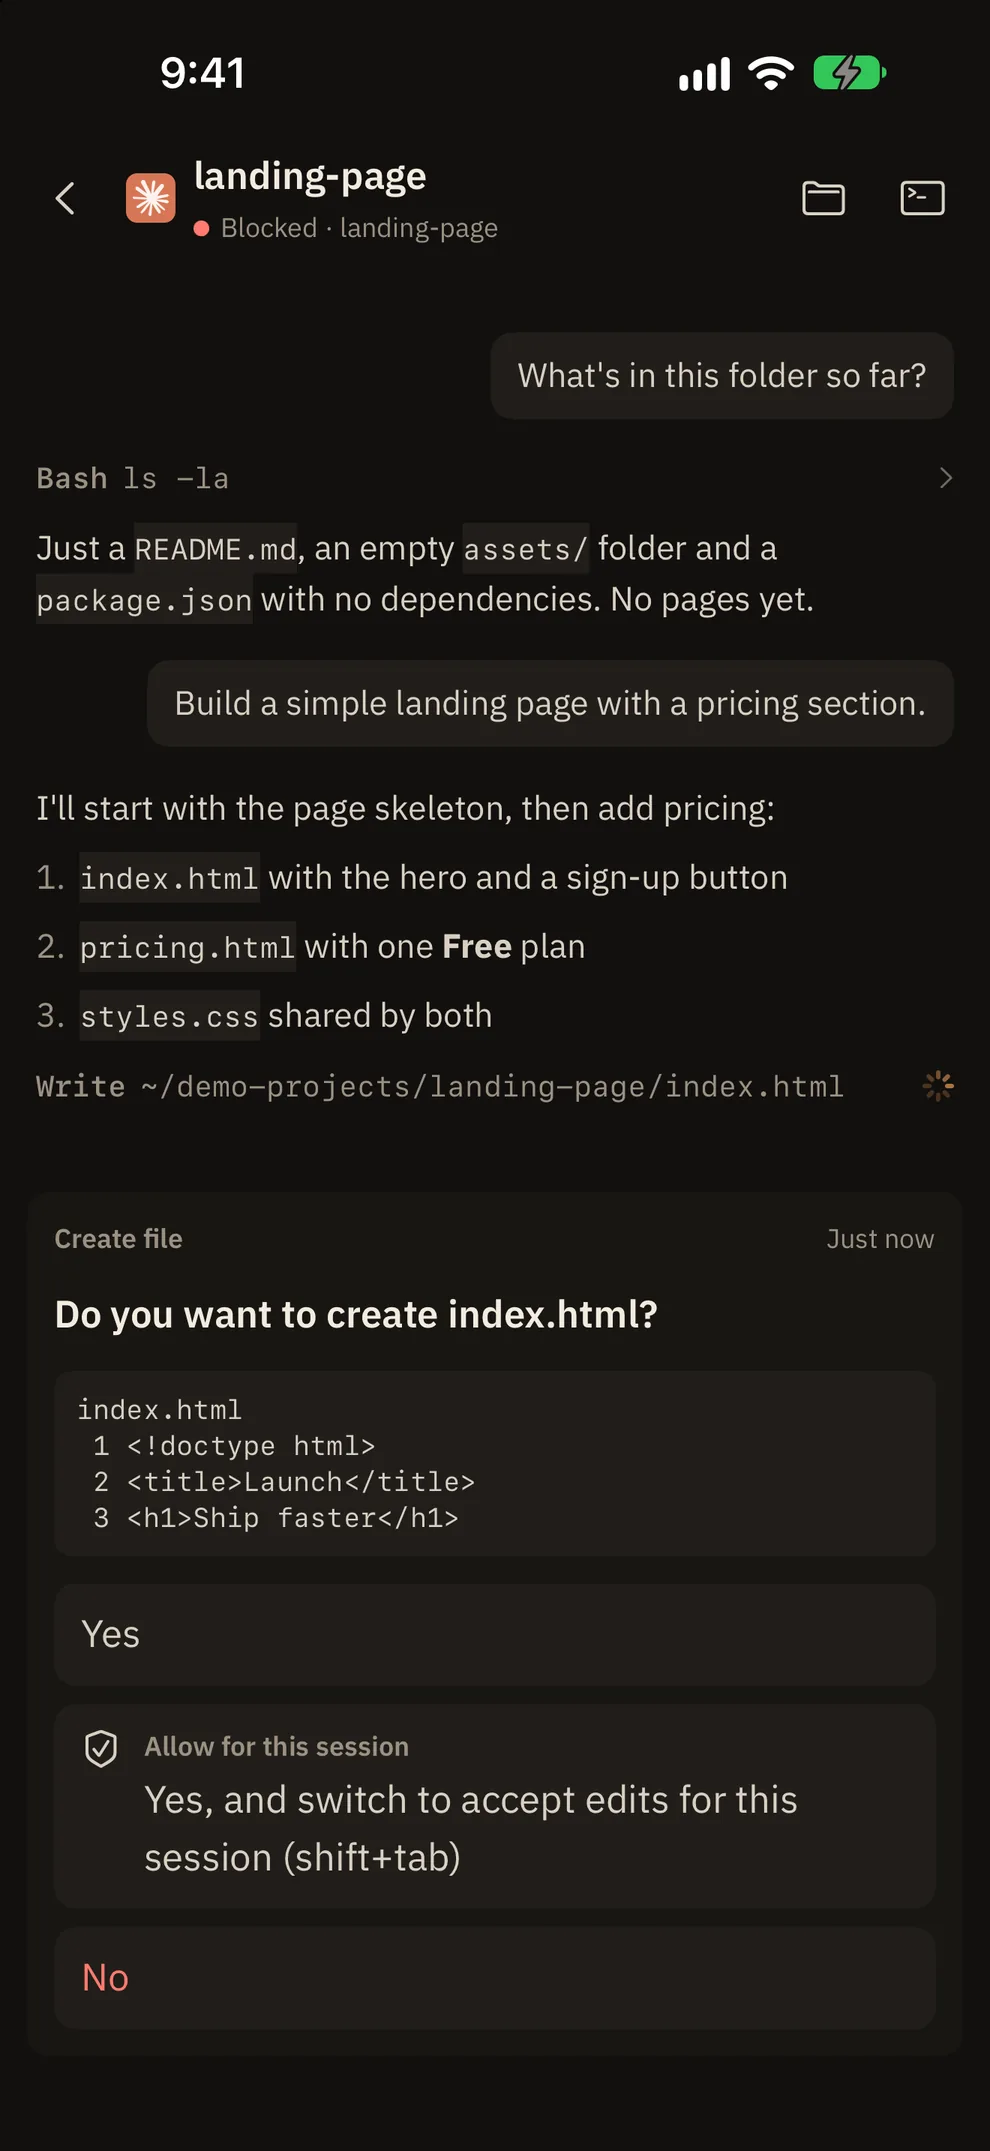 9:41
landing-page
Blocked · landing-page
What's in this folder so far?
Bash ls -la
Just a README.md, an empty assets/ folder and a
package.json with no dependencies. No pages yet.
Build a simple landing page with a pricing section.
I'll start with the page skeleton, then add pricing:
1. index.html with the hero and a sign-up button
2. pricing.html with one Free plan
3. styles.css shared by both
Write ~/demo-projects/landing-page/index.html
Create file
Just now
Do you want to create index.html?
index.html
1 <!doctype html>
2 <title>Launch</title>
3 <h1>Ship faster</h1>
Yes
Allow for this session
Yes, and switch to accept edits for this
session (shift+tab)
No